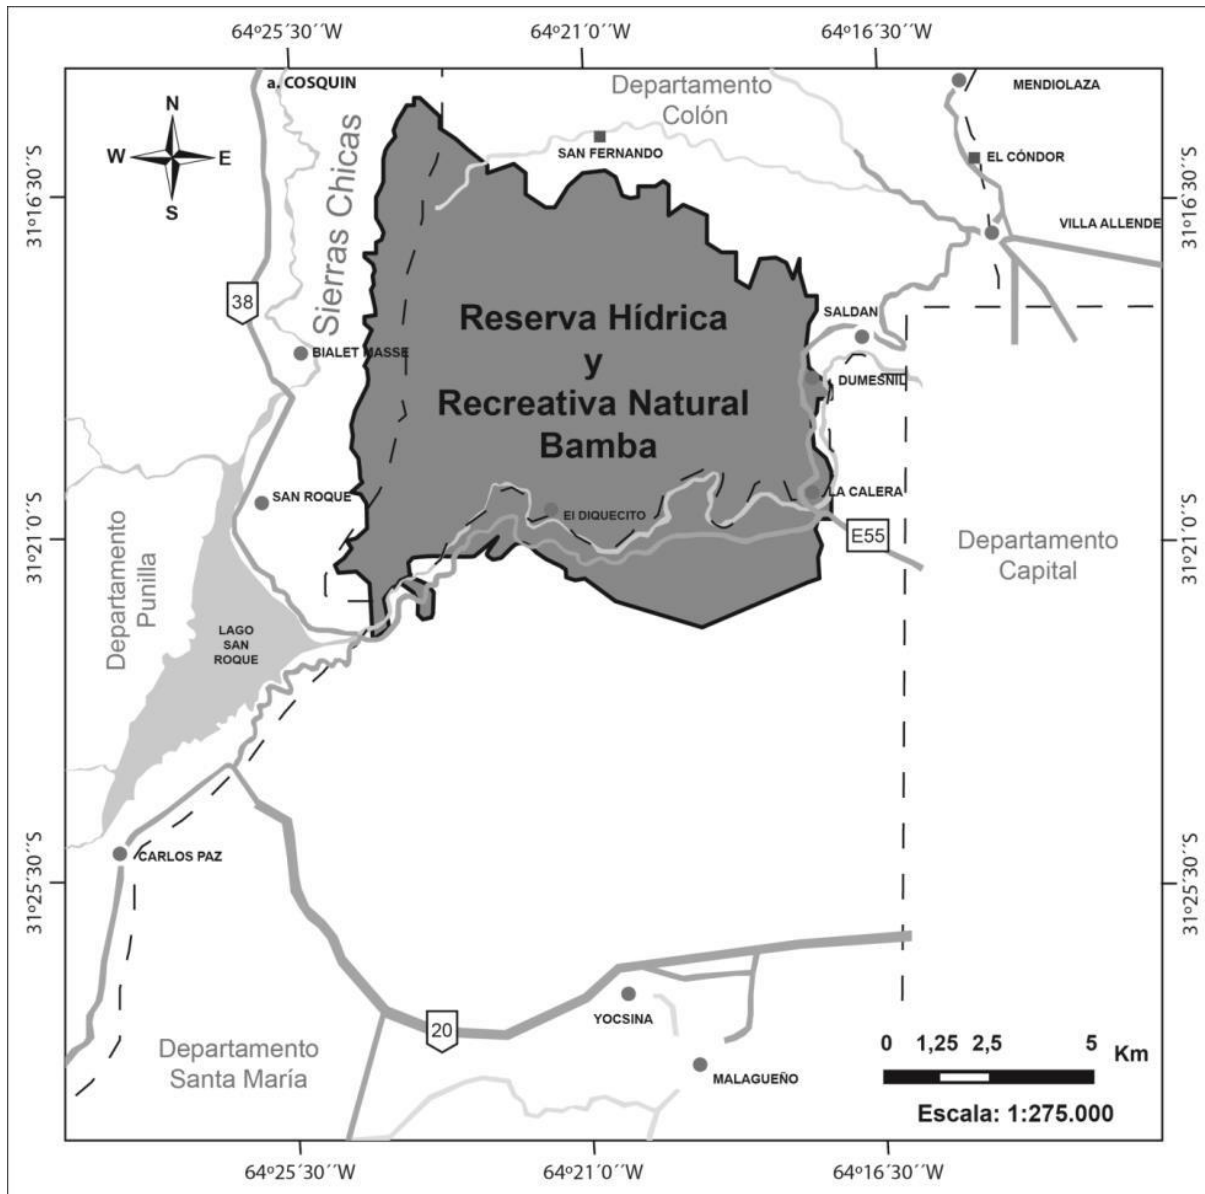 64º25´30´´W
64º21´0´´W
64º16´30´´W
a. COSQUIN
Departamento
Colón
MENDIOLAZA
N
W
E
S
SAN FERNANDO
EL CÓNDOR
31º16´30´´S
31º16´30´´S
Sierras Chicas
VILLA ALLENDE
38
Reserva Hídrica
y
Recreativa Natural
Bamba
SALDAN
BIALET MASSE
DUMESNIL
SAN ROQUE
LA CALERA
El DIQUECITO
E55
31º21´0´´S
31º21´0´´S
Departamento
Capital
Departamento
Punilla
LAGO
SAN
ROQUE
CARLOS PAZ
31º25´30´´S
31º25´30´´S
YOCSINA
20
Departamento
Santa María
MALAGUEÑO
0 1,25 2,5 5 Km
Escala: 1:275.000
64º25´30´´W
64º21´0´´W
64º16´30´´W